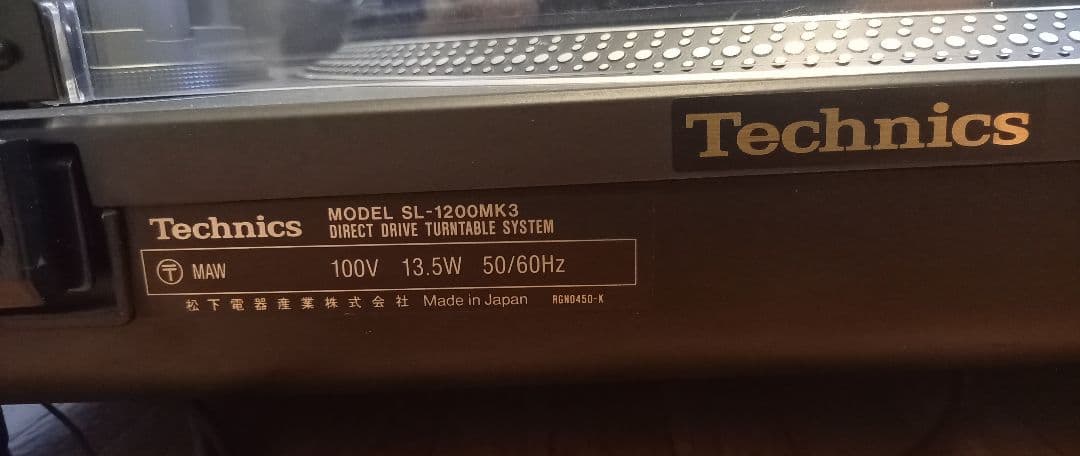 Technics
Technics MODEL SL-1200MK3
DIRECT DRIVE TURNTABLE SYSTEM
〒 MAW 100V 13.5W 50/60Hz
松下電器産業株式会社 Made in Japan RGN0450-K